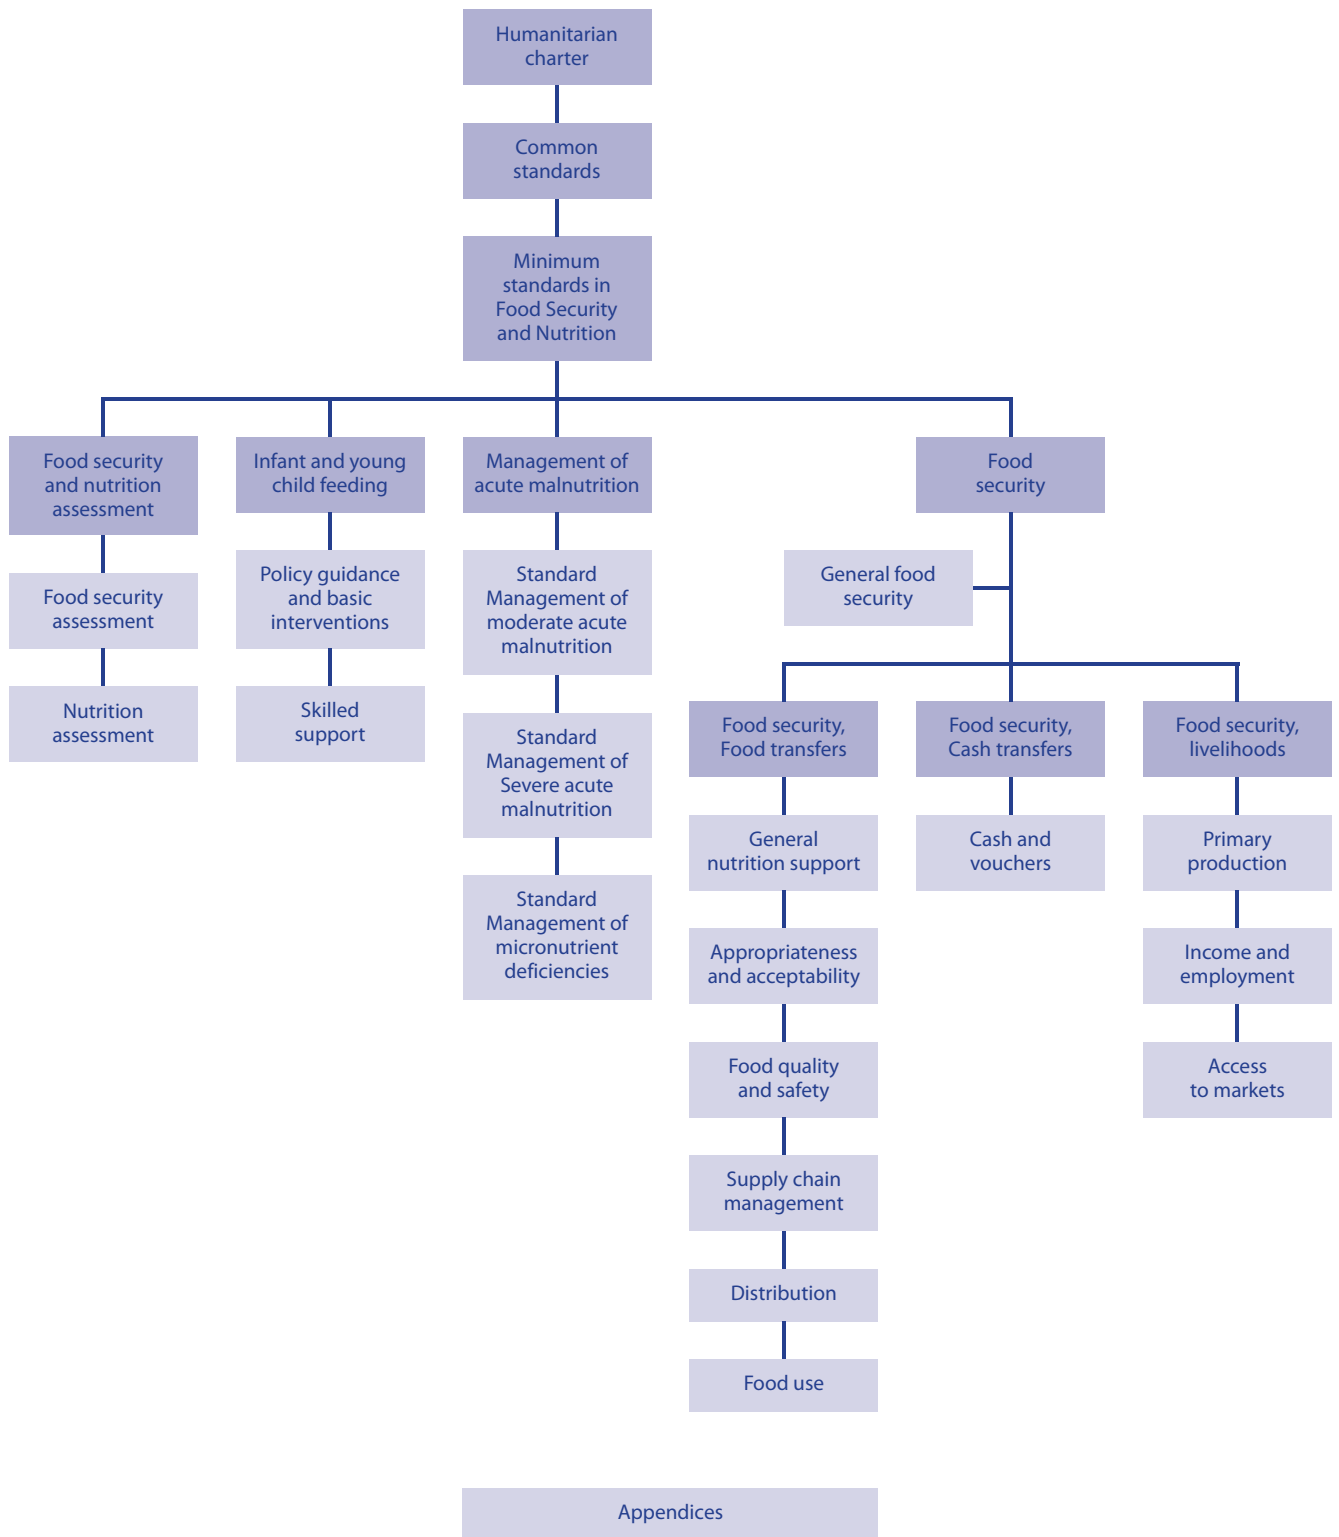 Humanitarian
charter
Common
standards
Minimum
standards in
Food Security
and Nutrition
Food security
and nutrition
assessment
Food security
assessment
Nutrition
assessment
Infant and young
child feeding
Policy guidance
and basic
interventions
Skilled
support
Management of
acute malnutrition
Standard
Management of
moderate acute
malnutrition
Standard
Management of
Severe acute
malnutrition
Standard
Management of
micronutrient
deficiencies
Food
security
General food
security
Food security,
Food transfers
General
nutrition support
Appropriateness
and acceptability
Food quality
and safety
Supply chain
management
Distribution
Food use
Food security,
Cash transfers
Cash and
vouchers
Food security,
livelihoods
Primary
production
Income and
employment
Access
to markets
Appendices